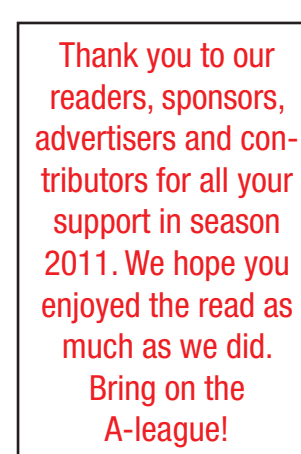 Thank you to our
readers, sponsors,
advertisers and con-
tributors for all your
support in season
2011. We hope you
enjoyed the read as
much as we did.
Bring on the
A-league!